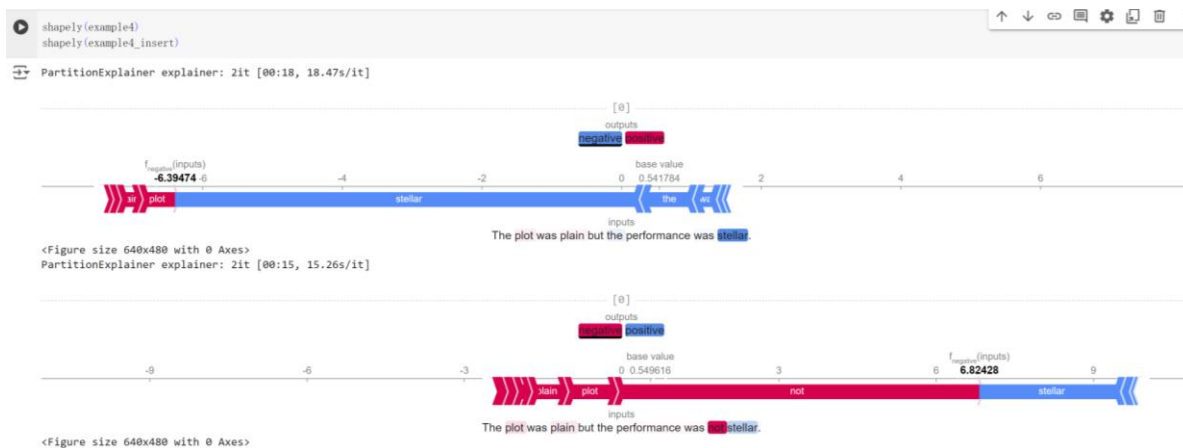 shapely(example4)
shapely(example4_insert)
PartitionExplainer explainer: 2it [00:18, 18.47s/it]
[0]
outputs
negative positive
f_negative(inputs) base value
-6.39474 -6 -4 -2 0 0.541784 2 4 6
plot stellar the
inputs
The plot was plain but the performance was stellar.
<Figure size 640x480 with 0 Axes>
PartitionExplainer explainer: 2it [00:15, 15.26s/it]
[0]
outputs
negative positive
base value f_negative(inputs)
-9 -6 -3 0 0.549616 3 6 6.82428 9
plain plot not stellar
inputs
The plot was plain but the performance was not stellar.
<Figure size 640x480 with 0 Axes>